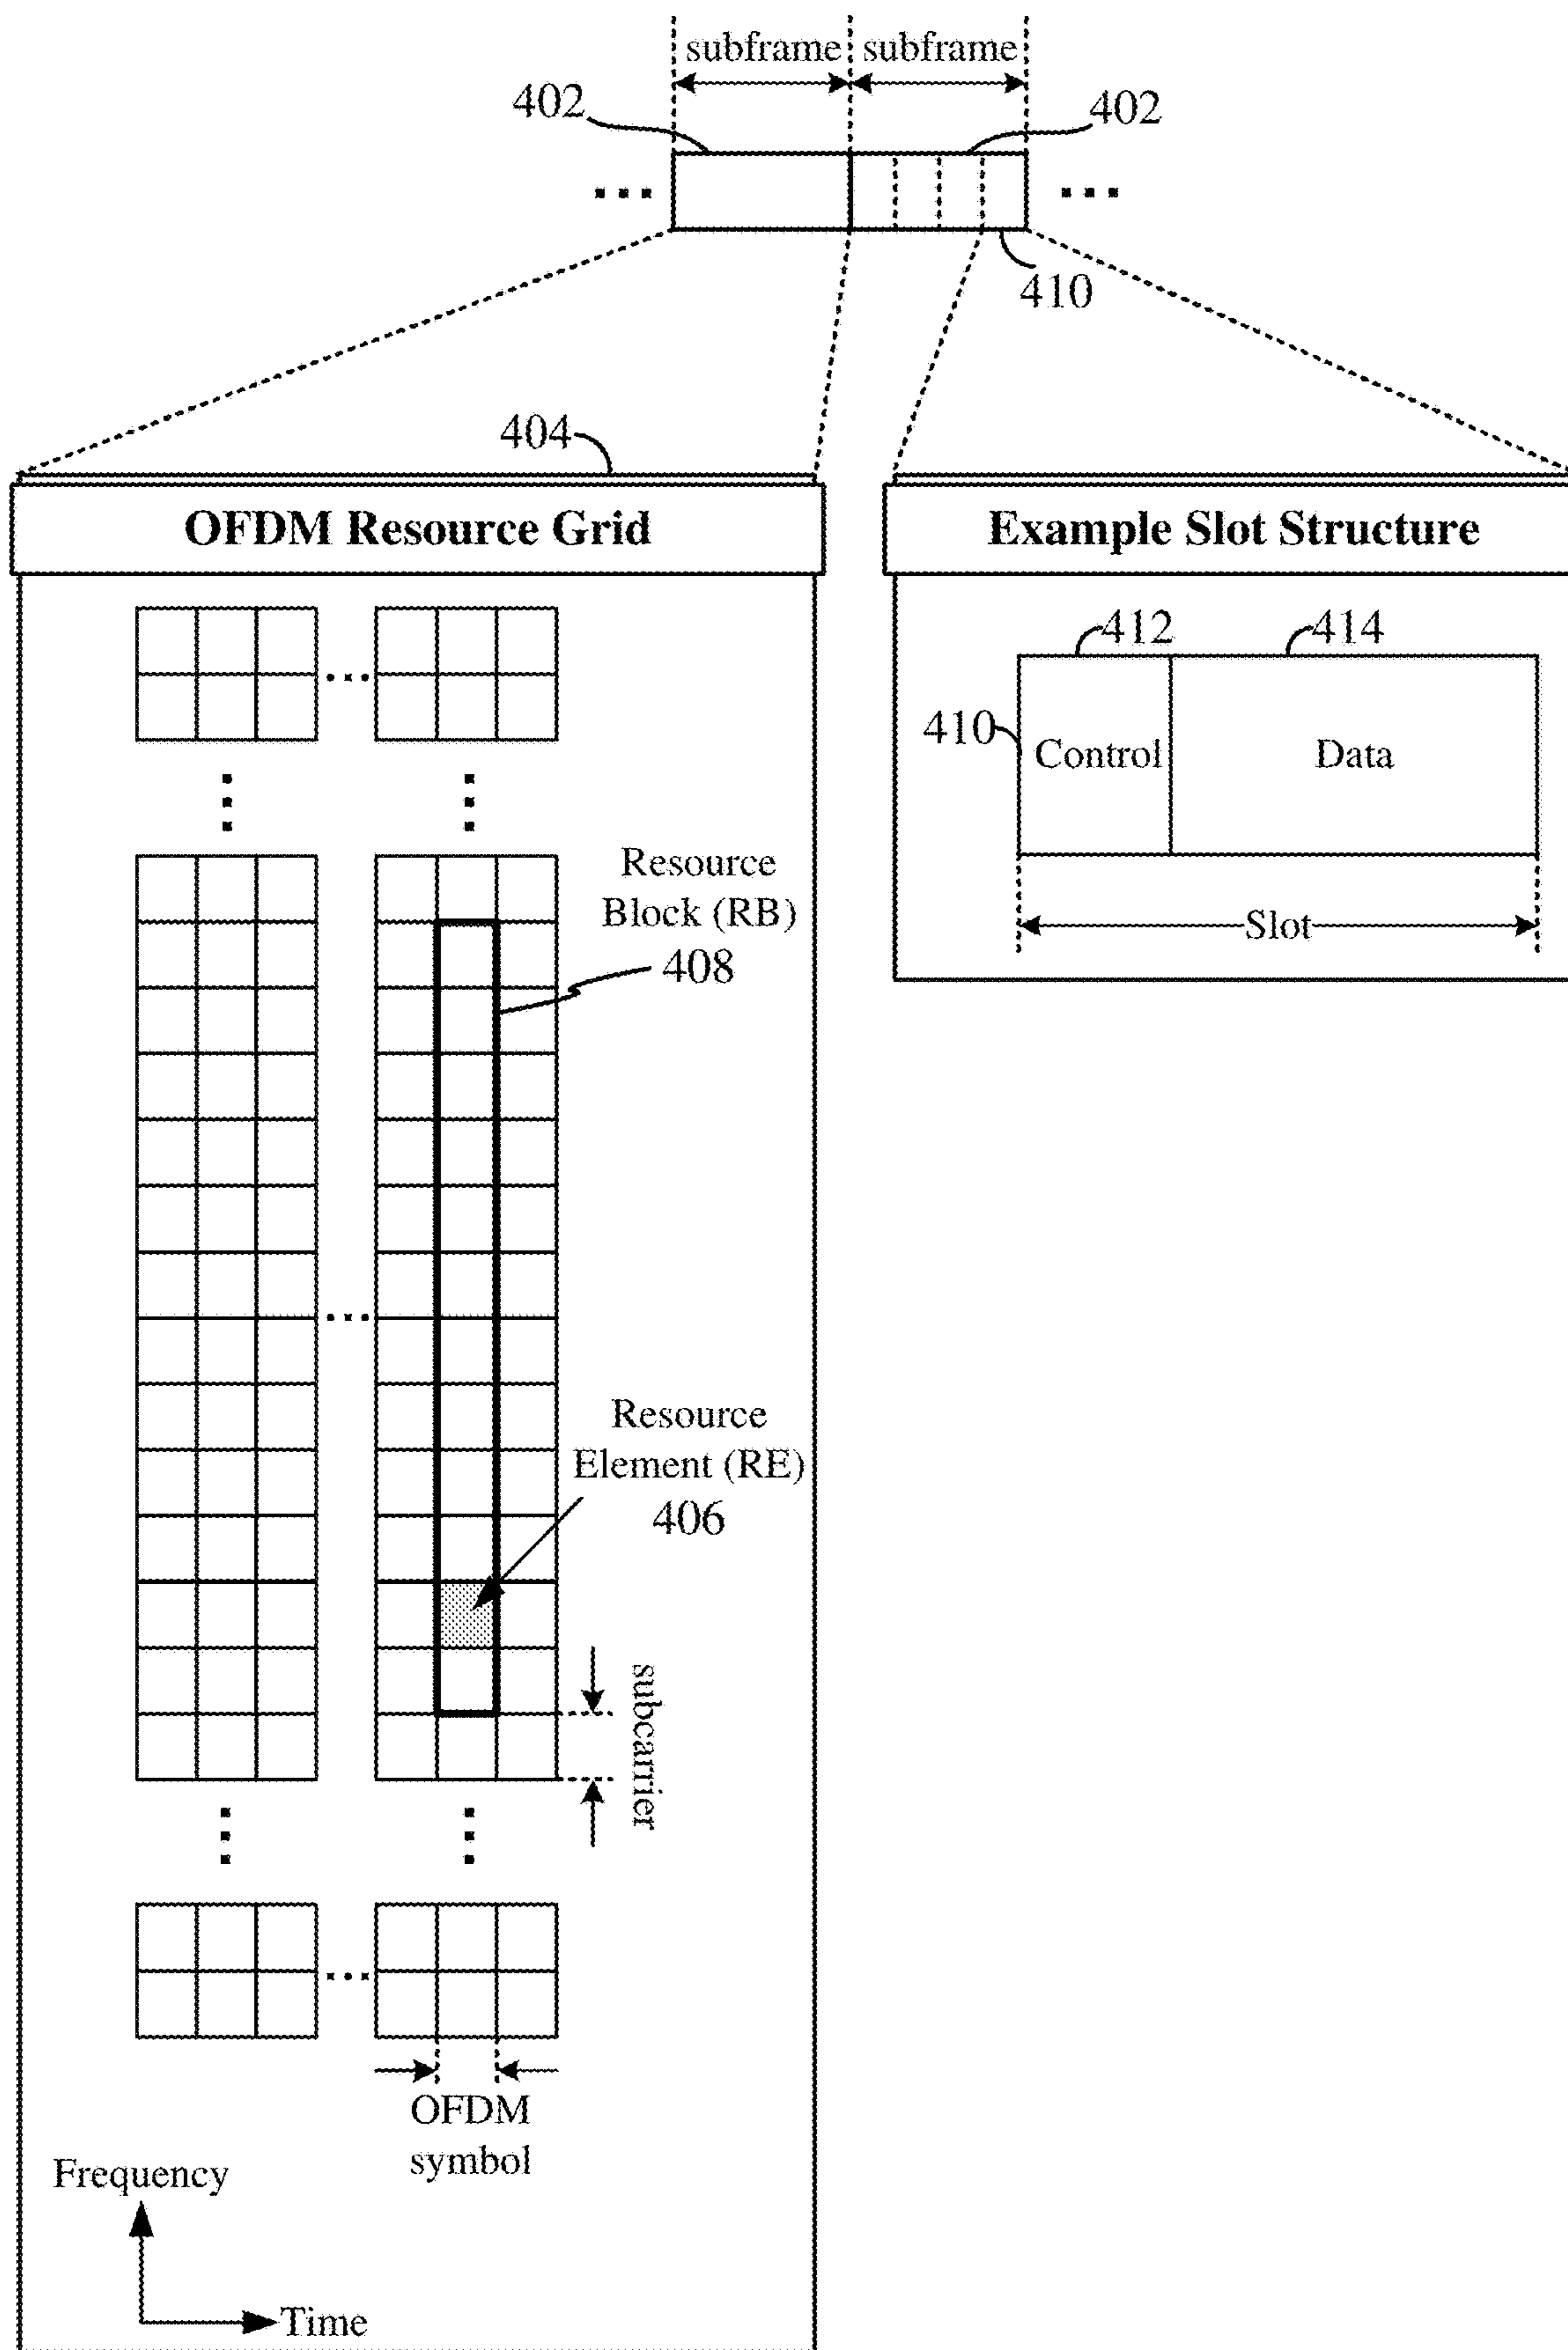 subframe subframe
402 402
410
404
OFDM Resource Grid
Example Slot Structure
412 414
410
Control Data
Slot
Resource
Block (RB)
408
Resource
Element (RE)
406
subcarrier
OFDM
symbol
Frequency
Time